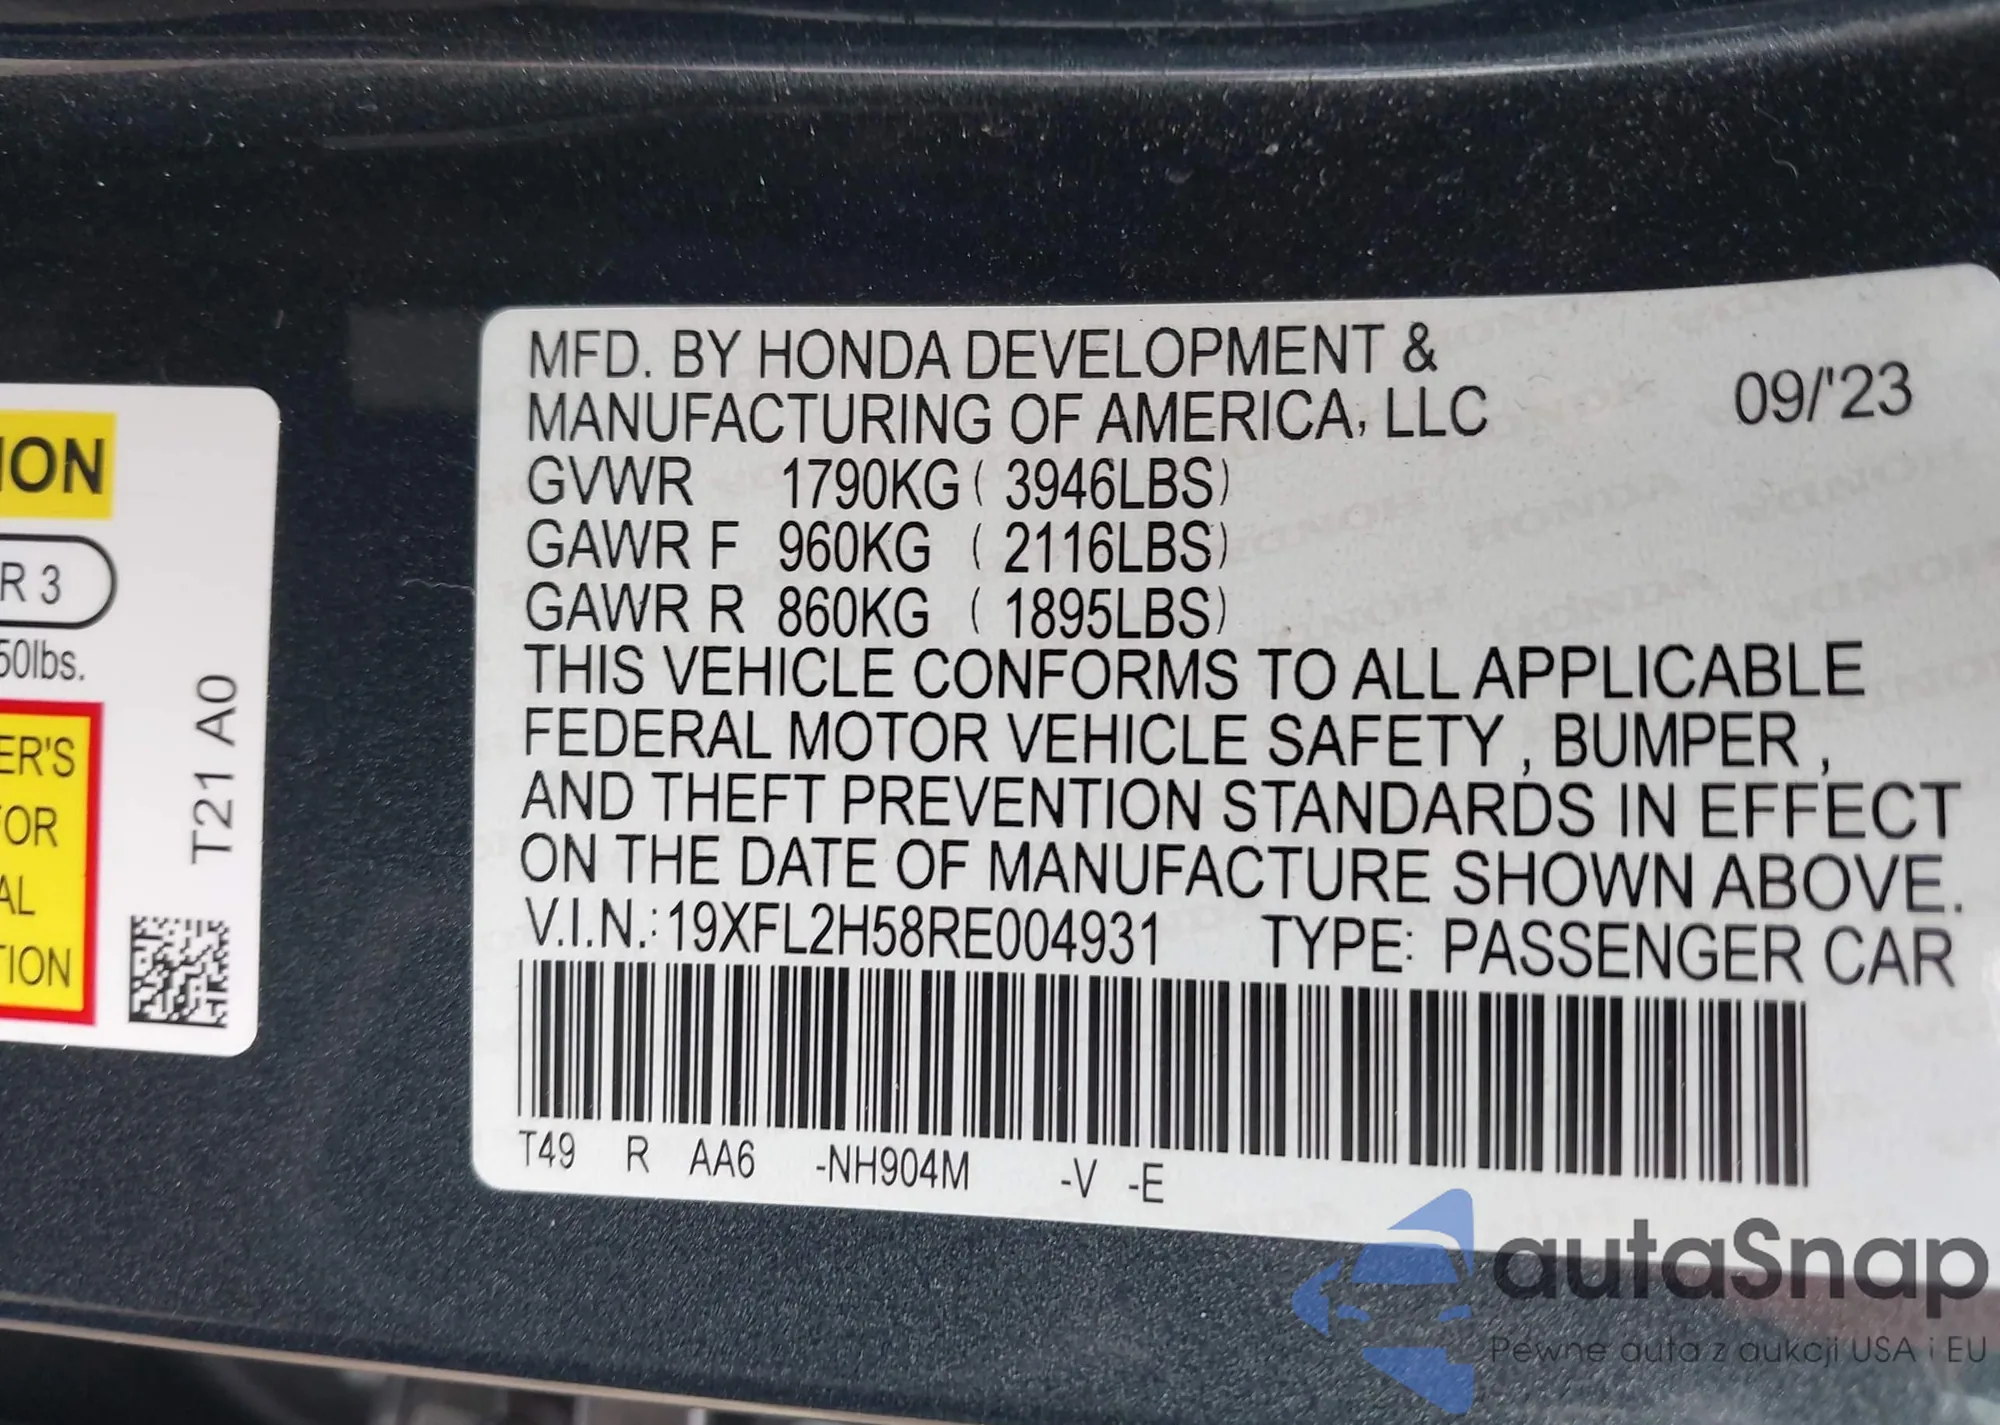 ION
R 3
50lbs.
ER'S
FOR
AL
TION
T21 A0
MFD. BY HONDA DEVELOPMENT &
MANUFACTURING OF AMERICA, LLC
09/'23
GVWR 1790KG ( 3946LBS)
GAWR F 960KG ( 2116LBS)
GAWR R 860KG ( 1895LBS)
THIS VEHICLE CONFORMS TO ALL APPLICABLE
FEDERAL MOTOR VEHICLE SAFETY , BUMPER ,
AND THEFT PREVENTION STANDARDS IN EFFECT
ON THE DATE OF MANUFACTURE SHOWN ABOVE.
V.I.N.: 19XFL2H58RE004931 TYPE: PASSENGER CAR
T49 R AA6 -NH904M -V -E
autaSnap
Pewne auta z aukcji USA i EU